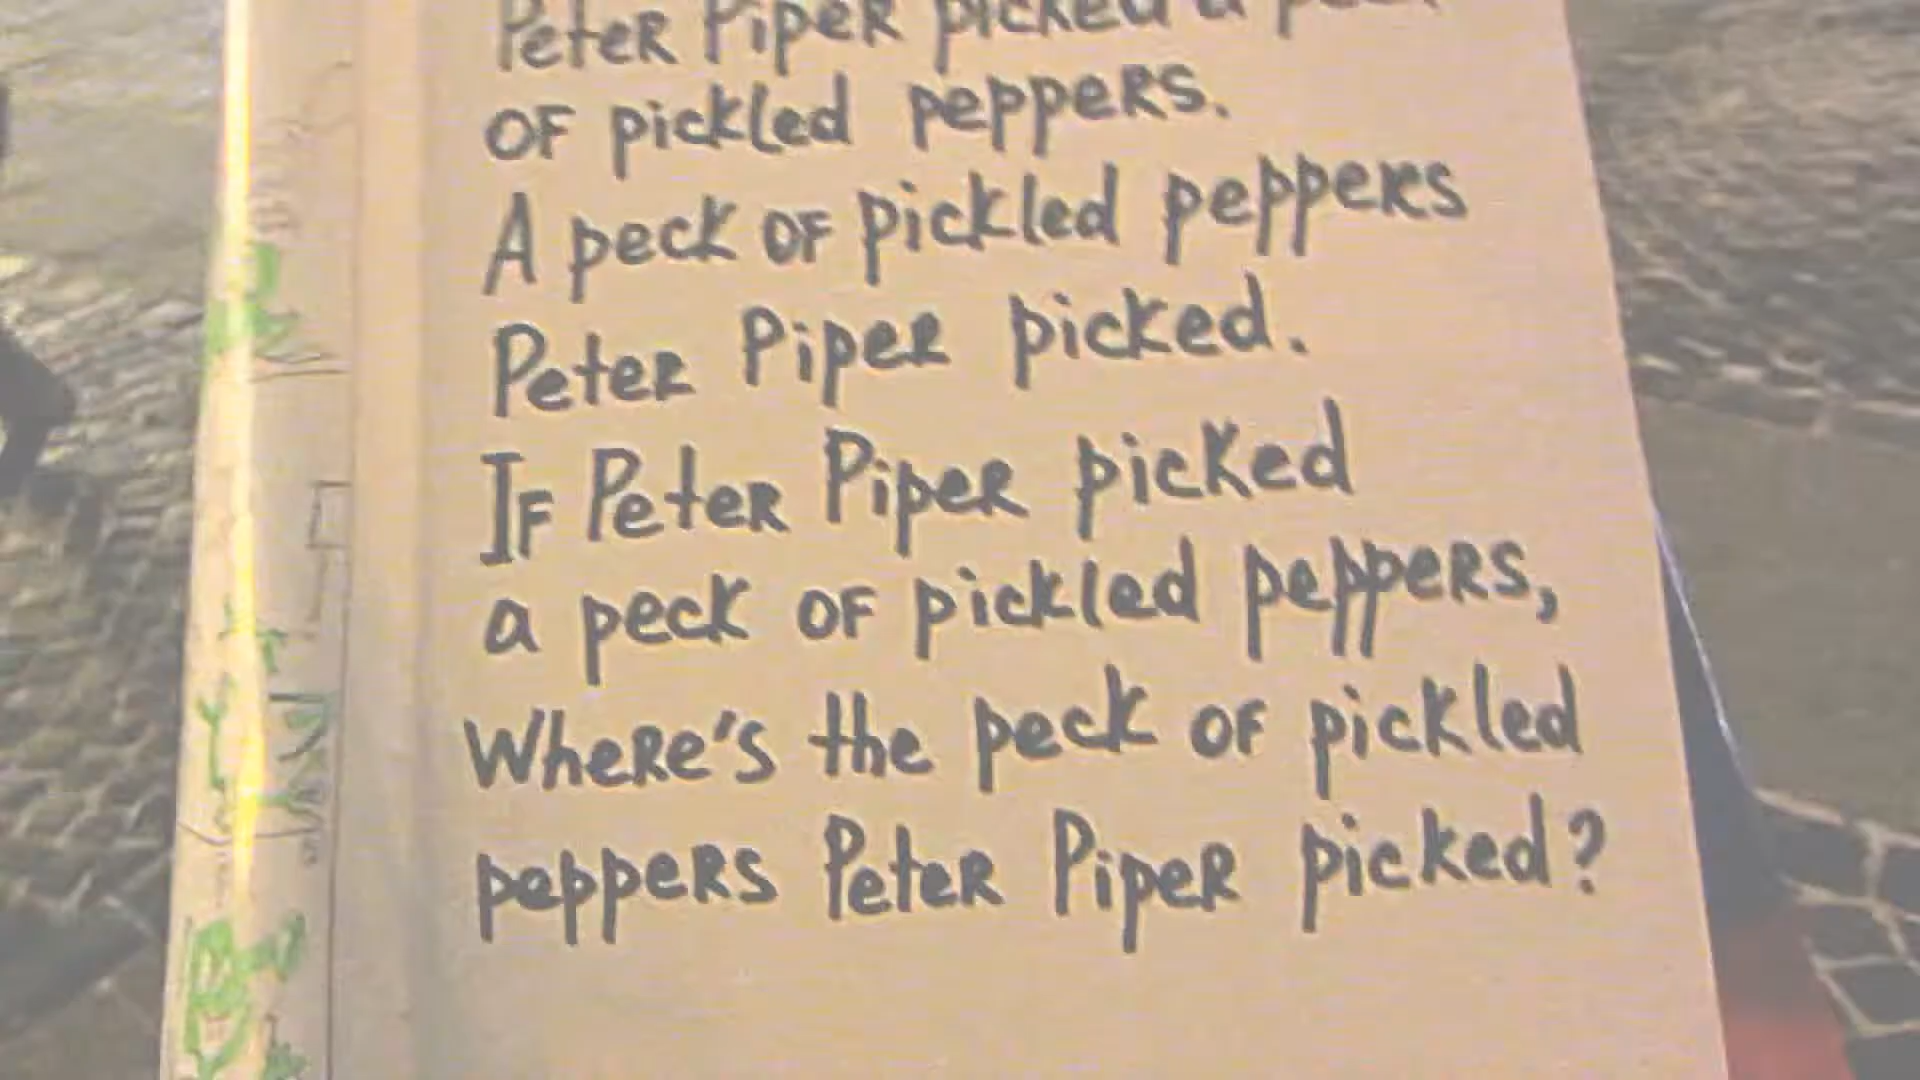 Peter Piper picked a
of pickled peppers.
A peck of pickled peppers
Peter Piper picked.
If Peter Piper picked
a peck of pickled peppers,
Where's the peck of pickled
peppers Peter Piper picked?